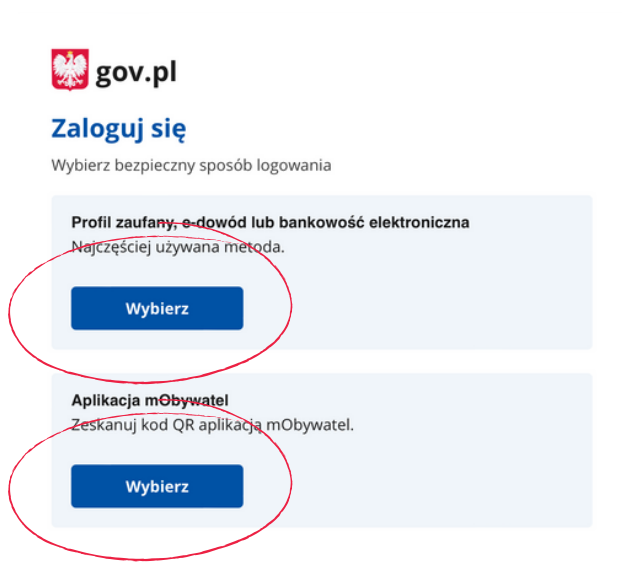 gov.pl
Zaloguj się
Wybierz bezpieczny sposób logowania
Profil zaufany, e-dowód lub bankowość elektroniczna
Najczęściej używana metoda.
Wybierz
Aplikacja mObywatel
Zeskanuj kod QR aplikacją mObywatel.
Wybierz